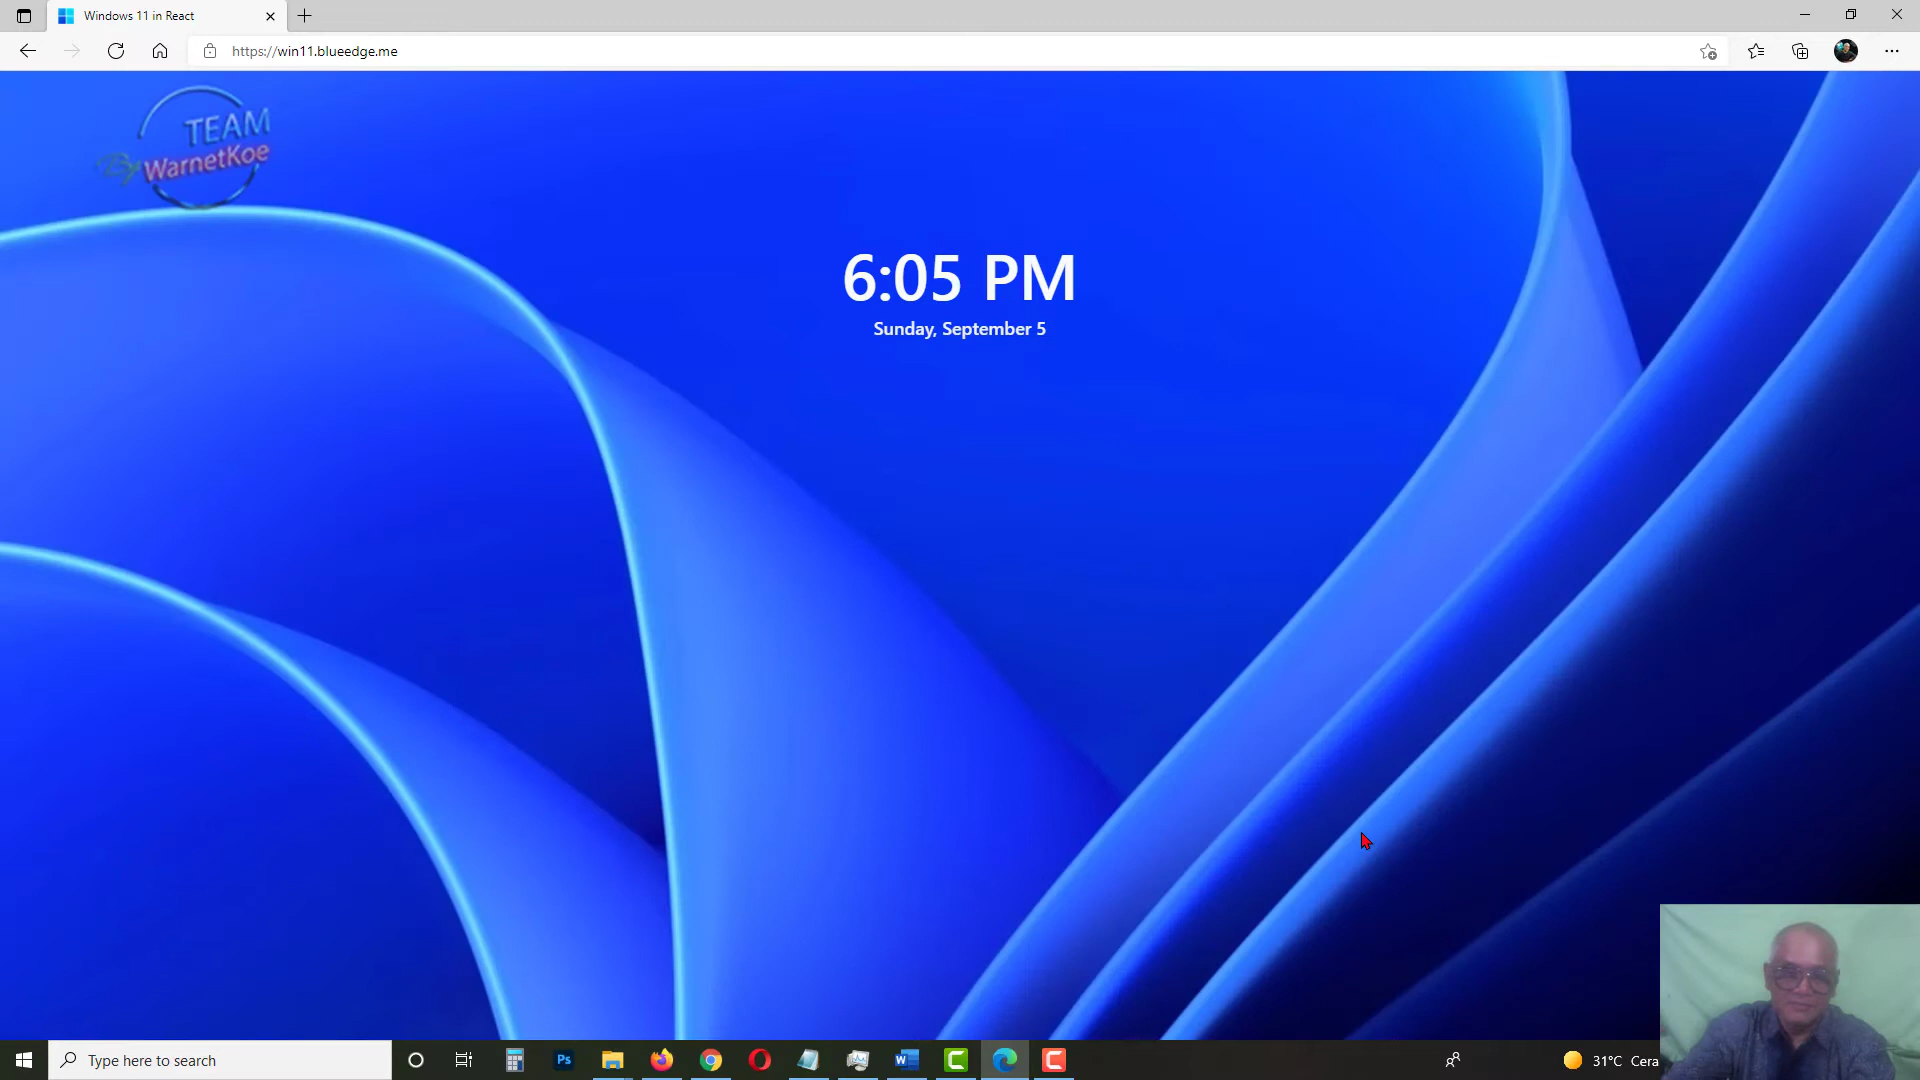 Windows 11 in React
https://win11.blueedge.me
TEAM
By WarnetKoe
6:05 PM
Sunday, September 5
Type here to search
Ps
31°C Cera